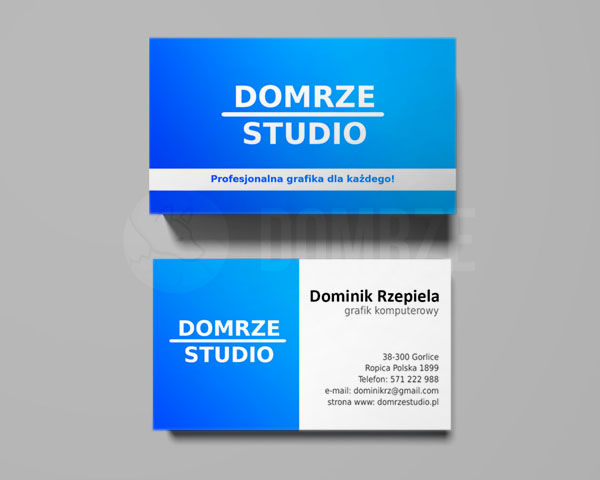 DOMRZE
STUDIO
Profesjonalna grafika dla każdego!
DOMRZE
DOMRZE
STUDIO
Dominik Rzepiela
grafik komputerowy
38-300 Gorlice
Ropica Polska 1899
Telefon: 571 222 988
e-mail: dominikrz@gmail.com
strona www: domrzestudio.pl